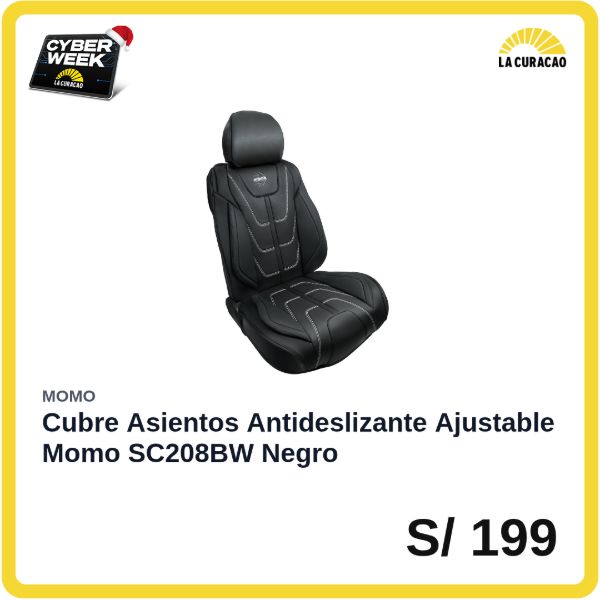 CYBER
WEEK
LA CURACAO
LA CURACAO
MOMO
Cubre Asientos Antideslizante Ajustable
Momo SC208BW Negro
S/ 199